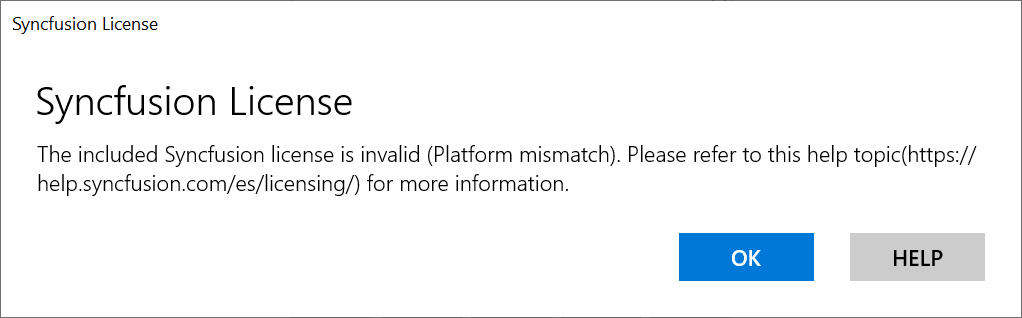 Syncfusion License
Syncfusion License
The included Syncfusion license is invalid (Platform mismatch). Please refer to this help topic(https://
help.syncfusion.com/es/licensing/) for more information.
OK HELP